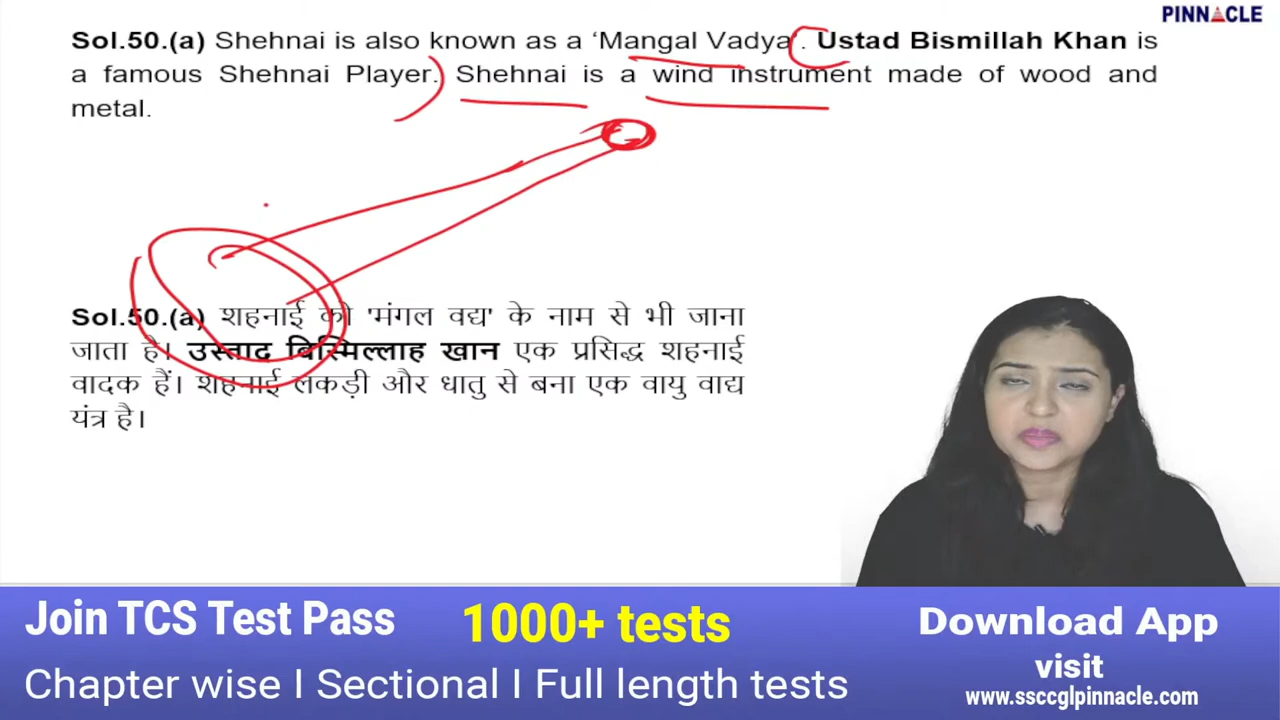 PINNACLE
Sol.50.(a) Shehnai is also known as a ‘Mangal Vadya’. Ustad Bismillah Khan is
a famous Shehnai Player. Shehnai is a wind instrument made of wood and
metal.
Sol.50.(a) शहनाई को 'मंगल वद्य' के नाम से भी जाना
जाता है। उस्ताद बिस्मिल्लाह खान एक प्रसिद्ध शहनाई
वादक हैं। शहनाई लकड़ी और धातु से बना एक वायु वाद्य
यंत्र है।
Join TCS Test Pass 1000+ tests
Chapter wise I Sectional I Full length tests
Download App
visit
www.ssccglpinnacle.com